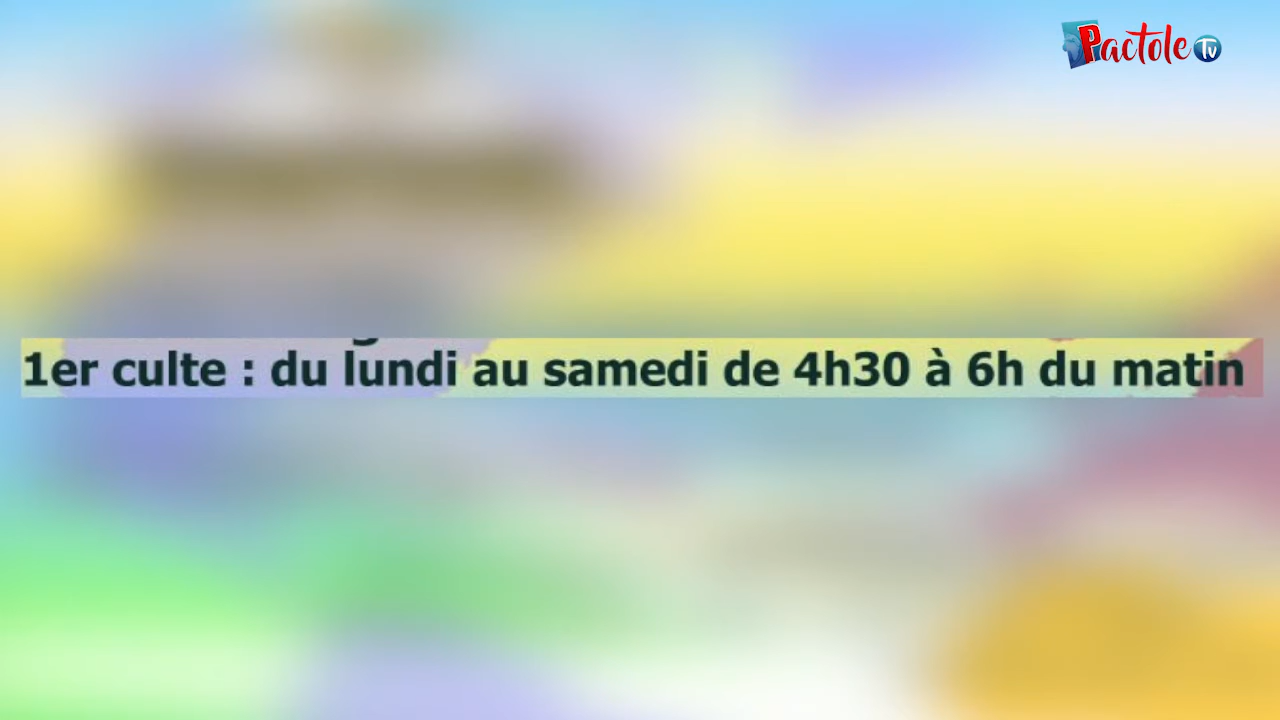 Pactole Tv
1er culte : du lundi au samedi de 4h30 à 6h du matin